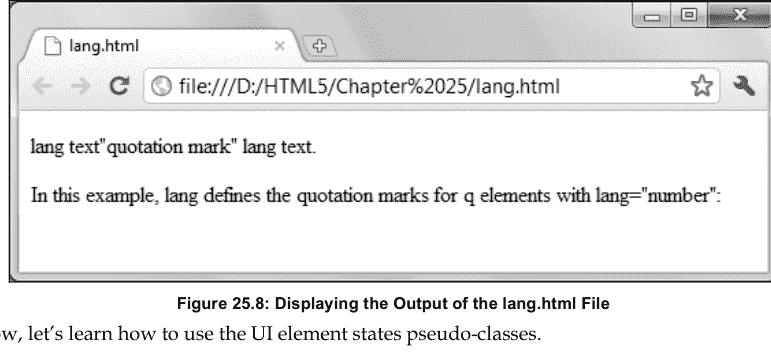 lang.html
file:///D:/HTML5/Chapter%2025/lang.html
lang text"quotation mark" lang text.
In this example, lang defines the quotation marks for q elements with lang="number":
Figure 25.8: Displaying the Output of the lang.html File
ow, let's learn how to use the UI element states pseudo-classes.